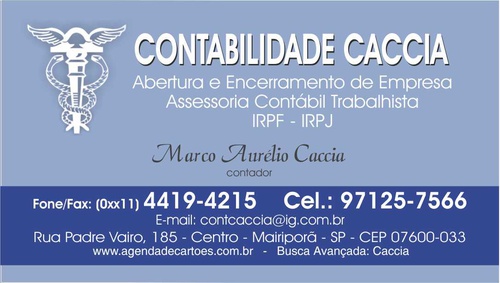 CONTABILIDADE CACCIA
Abertura e Encerramento de Empresa
Assessoria Contábil Trabalhista
IRPF - IRPJ
Marco Aurélio Caccia
contador
Fone/Fax: (0xx11) 4419-4215 Cel.: 97125-7566
E-mail: contcaccia@ig.com.br
Rua Padre Vairo, 185 - Centro - Mairiporã - SP - CEP 07600-033
www.agendadecartoes.com.br - Busca Avançada: Caccia